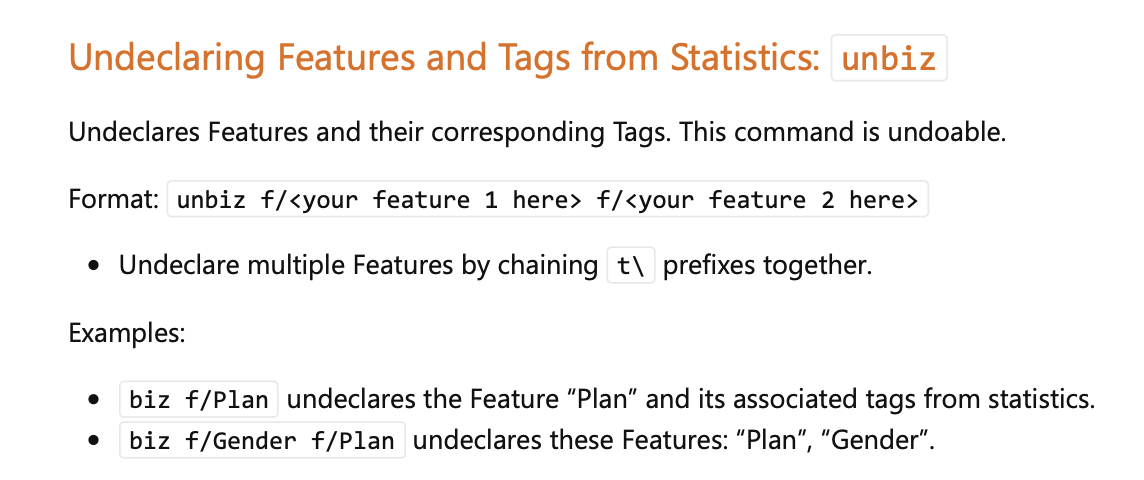 Undeclaring Features and Tags from Statistics: unbiz
Undeclares Features and their corresponding Tags. This command is undoable.
Format: unbiz f/<your feature 1 here> f/<your feature 2 here>
• Undeclare multiple Features by chaining t\ prefixes together.
Examples:
• biz f/Plan undeclares the Feature “Plan” and its associated tags from statistics.
• biz f/Gender f/Plan undeclares these Features: “Plan”, “Gender”.